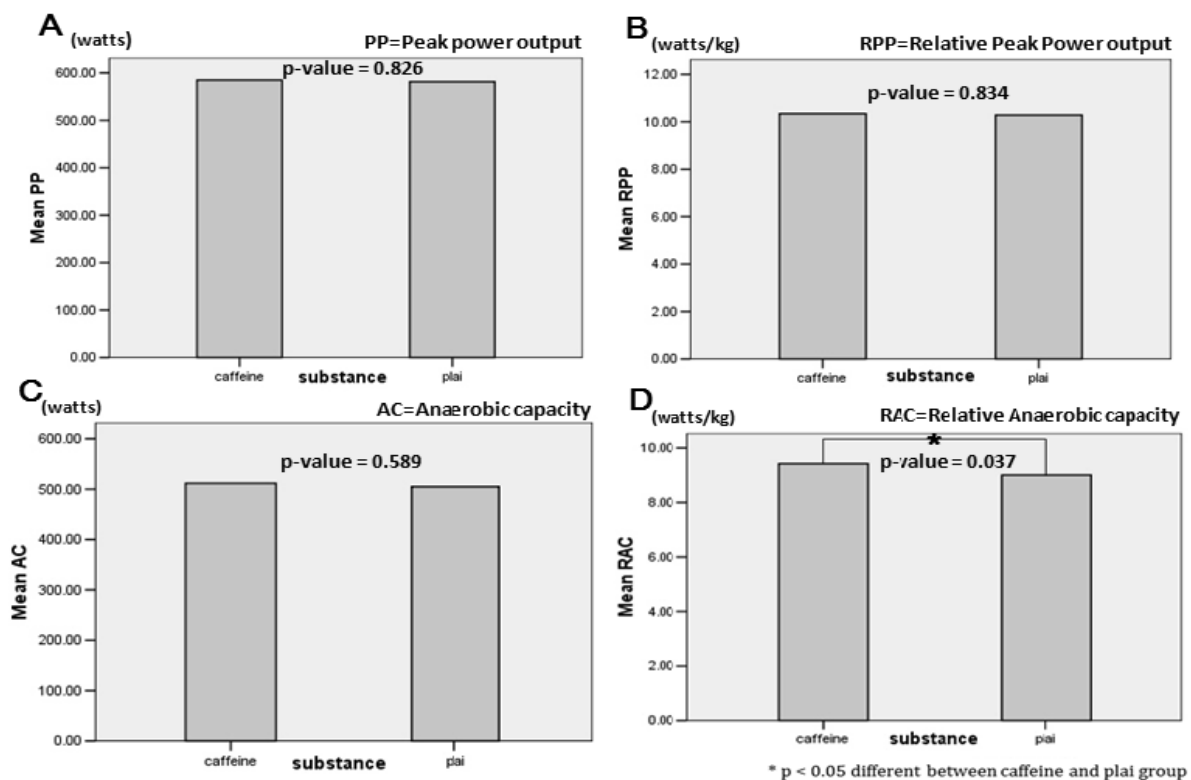 A (watts) PP=Peak power output
p-value = 0.826
600.00
500.00
400.00
300.00
200.00
100.00
0.00
Mean PP
caffeine substance plai
B (watts/kg) RPP=Relative Peak Power output
p-value = 0.834
12.00
10.00
8.00
6.00
4.00
2.00
0.00
Mean RPP
caffeine substance plai
C (watts) AC=Anaerobic capacity
p-value = 0.589
600.00
500.00
400.00
300.00
200.00
100.00
0.00
Mean AC
caffeine substance plai
D (watts/kg) RAC=Relative Anaerobic capacity
*
p-value = 0.037
10.00
8.00
6.00
4.00
2.00
0.00
Mean RAC
caffeine substance plai
* p < 0.05 different between caffeine and plai group